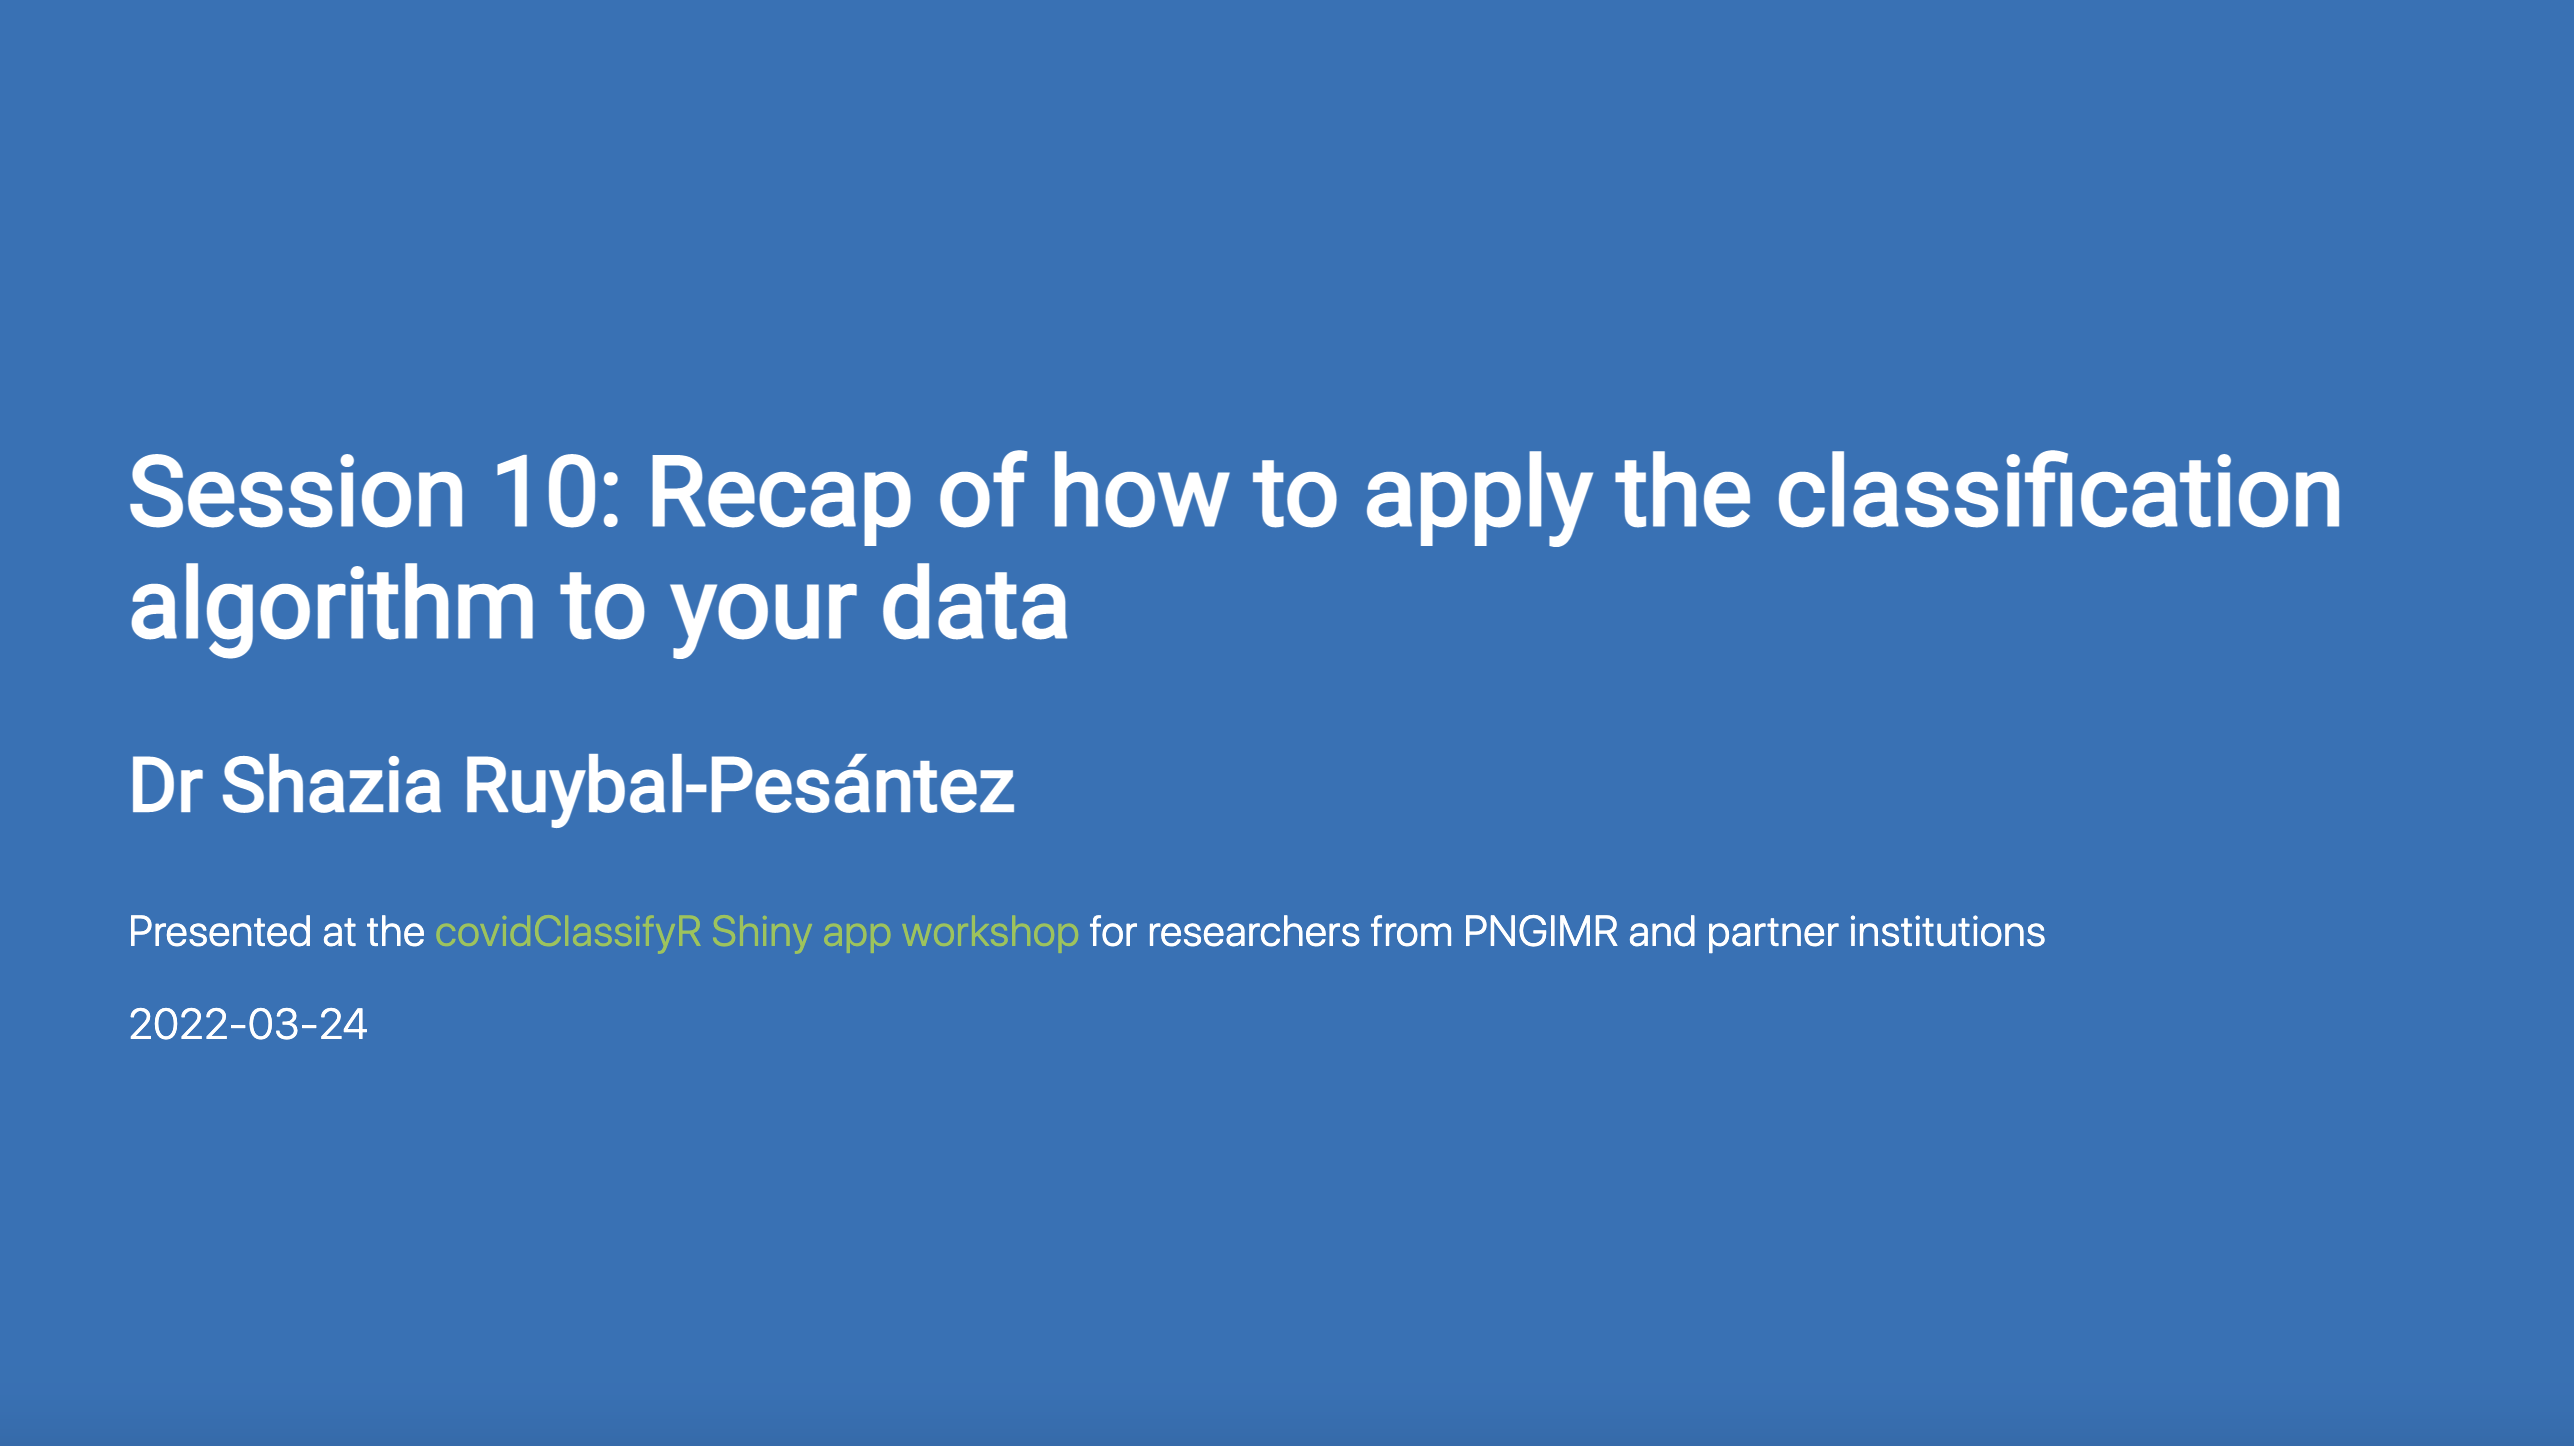 Session 10: Recap of how to apply the classification
algorithm to your data
Dr Shazia Ruybal-Pesántez
Presented at the covidClassifyR Shiny app workshop for researchers from PNGIMR and partner institutions
2022-03-24